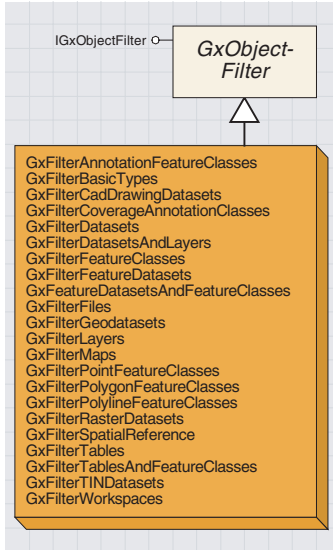 IGxObjectFilter
GxObject-
Filter
GxFilterAnnotationFeatureClasses
GxFilterBasicTypes
GxFilterCadDrawingDatasets
GxFilterCoverageAnnotationClasses
GxFilterDatasets
GxFilterDatasetsAndLayers
GxFilterFeatureClasses
GxFilterFeatureDatasets
GxFeatureDatasetsAndFeatureClasses
GxFilterFiles
GxFilterGeodatasets
GxFilterLayers
GxFilterMaps
GxFilterPointFeatureClasses
GxFilterPolygonFeatureClasses
GxFilterPolylineFeatureClasses
GxFilterRasterDatasets
GxFilterSpatialReference
GxFilterTables
GxFilterTablesAndFeatureClasses
GxFilterTINDatasets
GxFilterWorkspaces